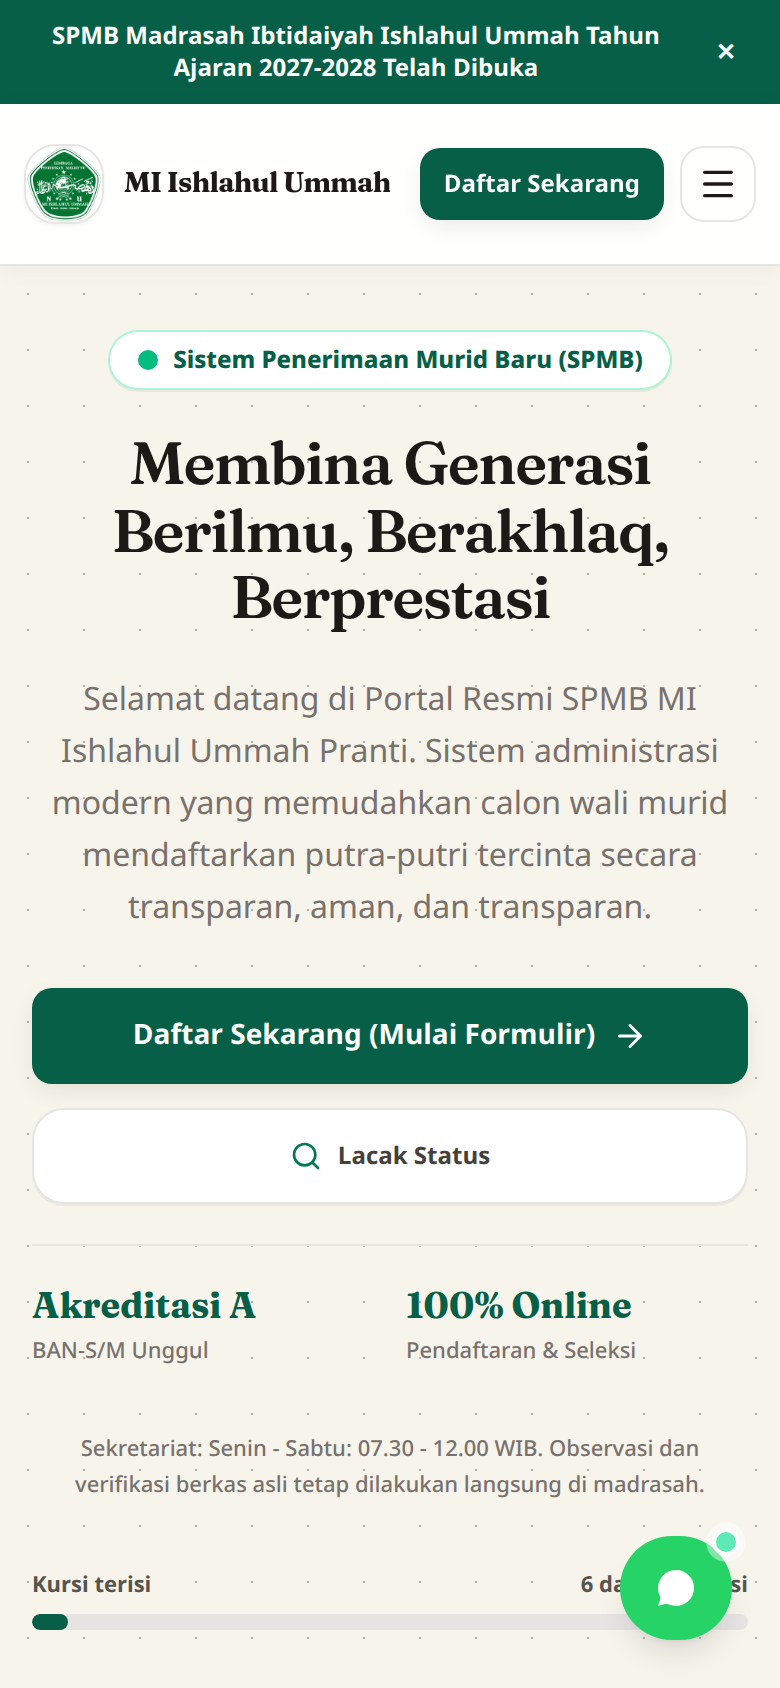 SPMB Madrasah Ibtidaiyah Ishlahul Ummah Tahun
Ajaran 2027-2028 Telah Dibuka
MI Ishlahul Ummah
Daftar Sekarang
Sistem Penerimaan Murid Baru (SPMB)
Membina Generasi
Berilmu, Berakhlaq,
Berprestasi
Selamat datang di Portal Resmi SPMB MI
Ishlahul Ummah Pranti. Sistem administrasi
modern yang memudahkan calon wali murid
mendaftarkan putra-putri tercinta secara
transparan, aman, dan transparan.
Daftar Sekarang (Mulai Formulir)
Lacak Status
Akreditasi A
BAN-S/M Unggul
100% Online
Pendaftaran & Seleksi
Sekretariat: Senin - Sabtu: 07.30 - 12.00 WIB. Observasi dan
verifikasi berkas asli tetap dilakukan langsung di madrasah.
Kursi terisi
6